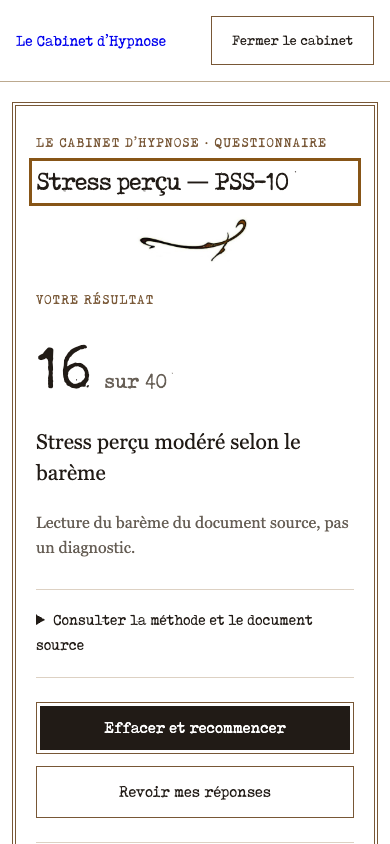 Le Cabinet d’Hypnose
Fermer le cabinet
LE CABINET D’HYPNOSE · QUESTIONNAIRE
Stress perçu — PSS-10
VOTRE RÉSULTAT
16 sur 40
Stress perçu modéré selon le
barème
Lecture du barème du document source, pas
un diagnostic.
▶ Consulter la méthode et le document
source
Effacer et recommencer
Revoir mes réponses